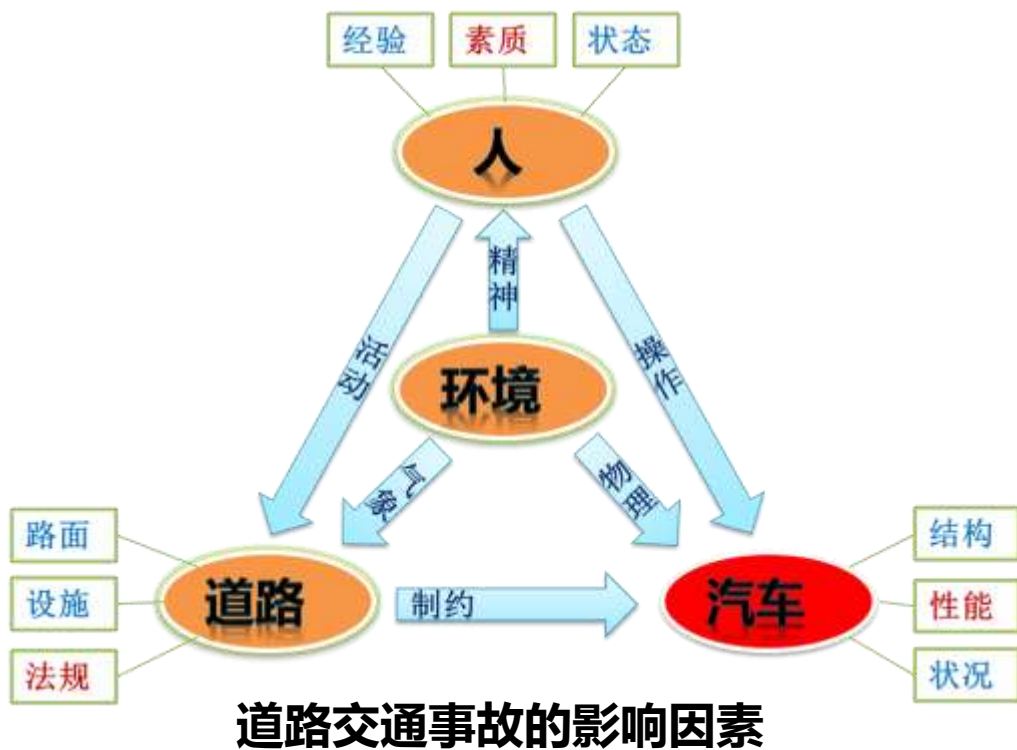 经验
素质
状态
人
精神
活动
操作
环境
气象
物理
路面
设施
法规
道路
制约
汽车
结构
性能
状况
道路交通事故的影响因素